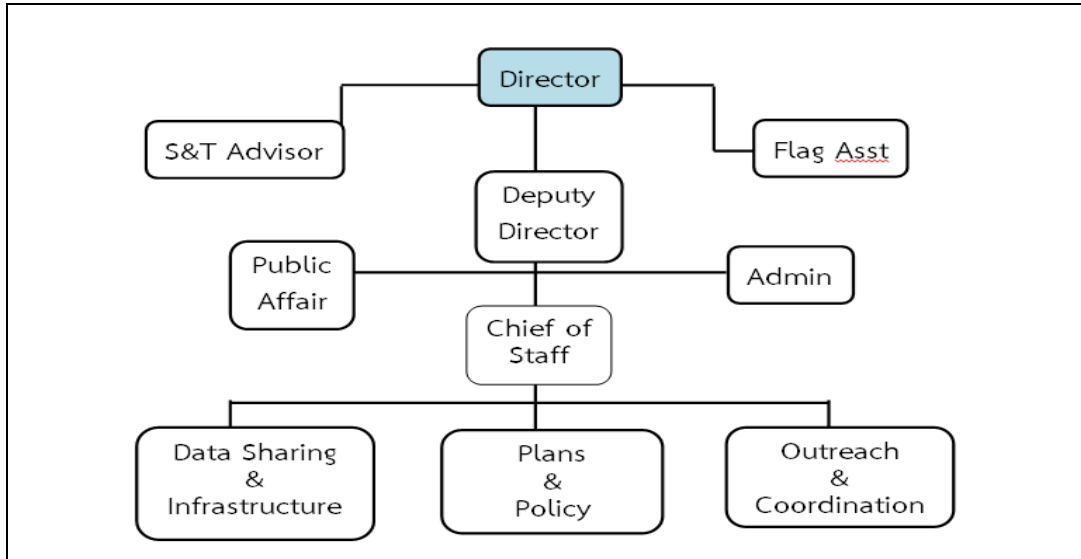 Director
S&T Advisor
Flag Asst
Deputy
Director
Public
Affair
Admin
Chief of
Staff
Data Sharing
&
Infrastructure
Plans
&
Policy
Outreach
&
Coordination